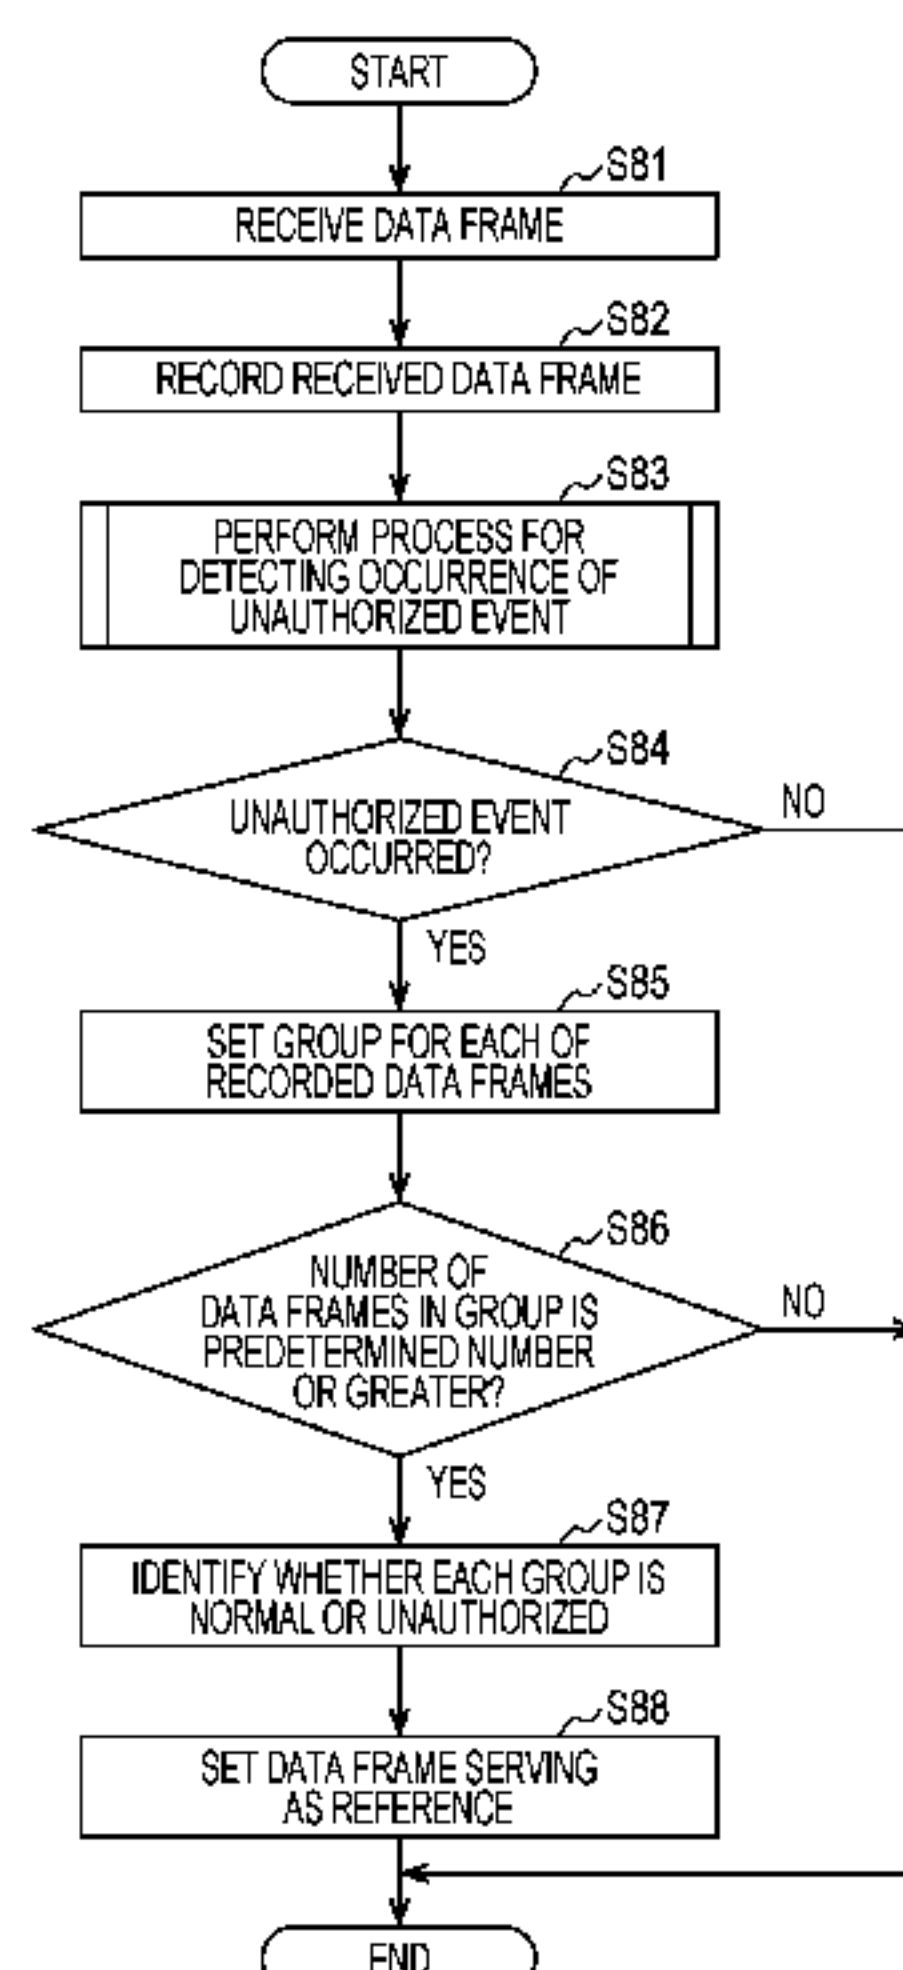 START
S81
RECEIVE DATA FRAME
S82
RECORD RECEIVED DATA FRAME
S83
PERFORM PROCESS FOR
DETECTING OCCURRENCE OF
UNAUTHORIZED EVENT
S84
NO
UNAUTHORIZED EVENT
OCCURRED?
YES
S85
SET GROUP FOR EACH OF
RECORDED DATA FRAMES
S86
NO
NUMBER OF
DATA FRAMES IN GROUP IS
PREDETERMINED NUMBER
OR GREATER?
YES
S87
IDENTIFY WHETHER EACH GROUP IS
NORMAL OR UNAUTHORIZED
S88
SET DATA FRAME SERVING
AS REFERENCE
END